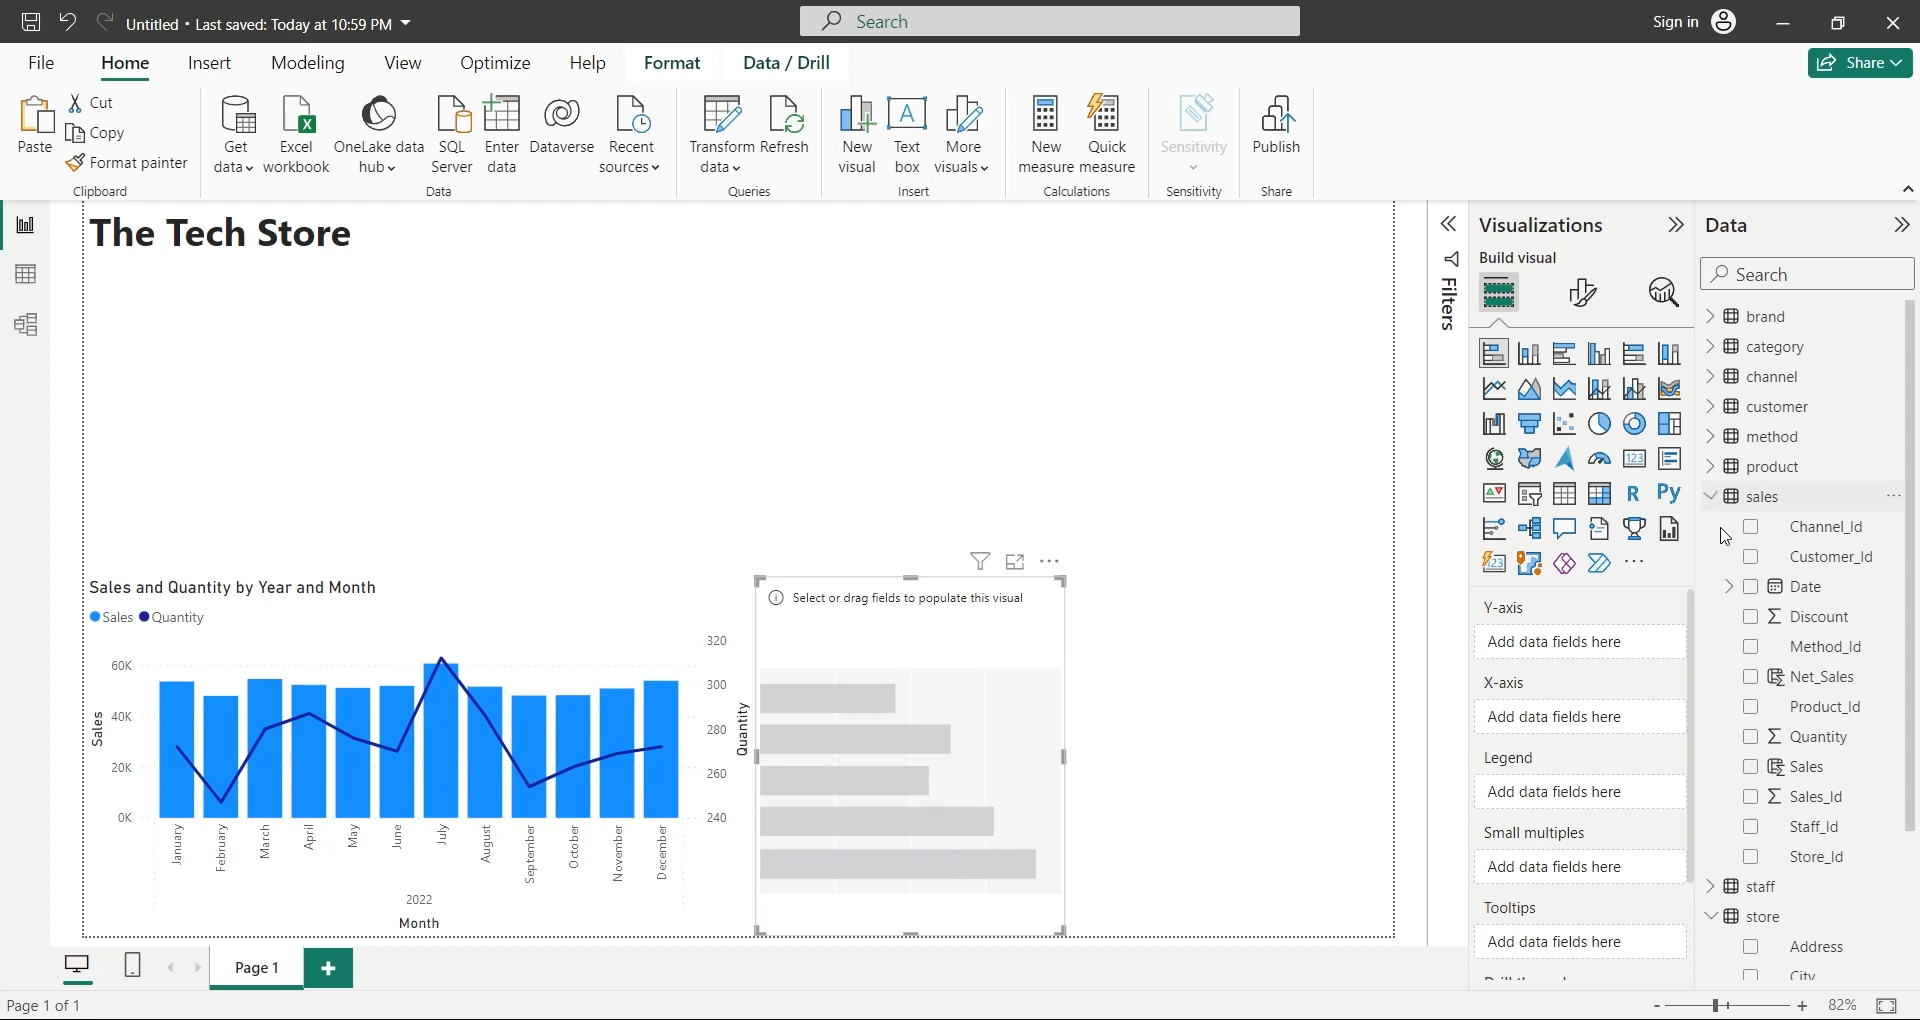 Untitled • Last saved: Today at 10:59 PM
Search
Sign in
File
Home
Insert
Modeling
View
Optimize
Help
Format
Data / Drill
Share
Paste
Cut
Copy
Format painter
Clipboard
Get data
Excel workbook
OneLake data hub
SQL Server
Enter data
Dataverse
Recent sources
Data
Transform data
Refresh
Queries
New visual
Text box
More visuals
Insert
New measure
Quick measure
Calculations
Sensitivity
Sensitivity
Publish
Share
The Tech Store
Sales and Quantity by Year and Month
Sales
Quantity
60K
40K
20K
0K
Sales
320
300
280
260
240
Quantity
January
February
March
April
May
June
July
August
September
October
November
December
2022
Month
Select or drag fields to populate this visual
Filters
Visualizations
Build visual
123
R
Py
123
Y-axis
Add data fields here
X-axis
Add data fields here
Legend
Add data fields here
Small multiples
Add data fields here
Tooltips
Add data fields here
Data
Search
brand
category
channel
customer
method
product
sales
Channel_Id
Customer_Id
Date
Discount
Method_Id
Net_Sales
Product_Id
Quantity
Sales
Sales_Id
Staff_Id
Store_Id
staff
store
Address
City
Page 1
Page 1 of 1
82%